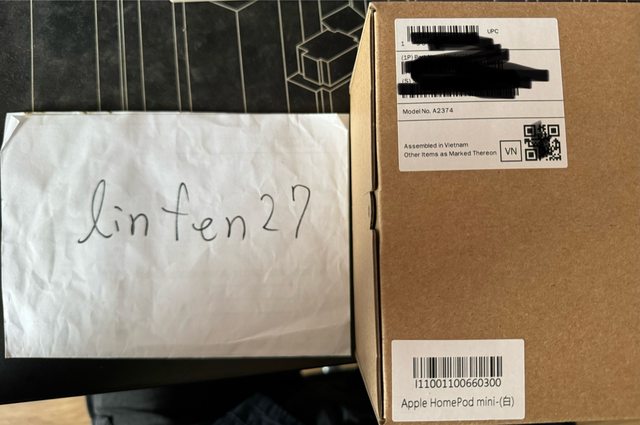 linfen27
UPC
1
(1P)
(S)
Model No. A2374
Assembled in Vietnam
Other Items as Marked Thereon
VN
I11001100660300
Apple HomePod mini-(白)